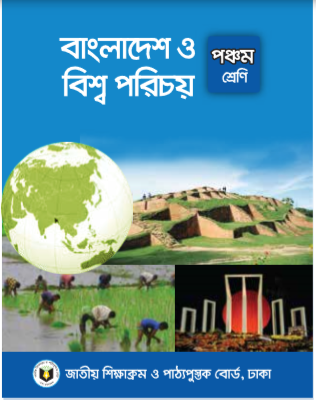 বাংলাদেশ ও
বিশ্ব পরিচয়
পঞ্চম
শ্রেণি
জাতীয় শিক্ষাক্রম ও পাঠ্যপুস্তক বোর্ড, ঢাকা